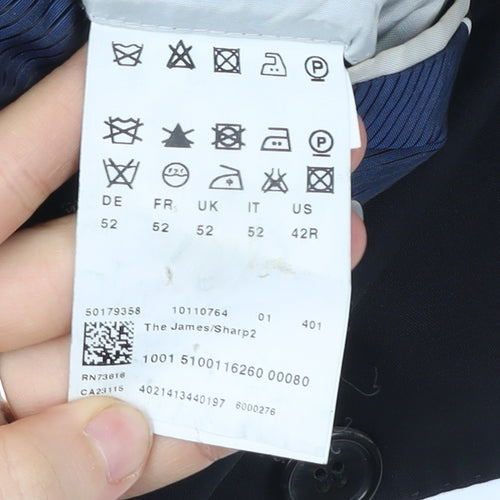 P
P
DE FR UK IT US
52 52 52 52 42R
50179358 10110764 01 401
The James/Sharp2
1001 5100116260 00080
CA23115 4021413440197 6000276